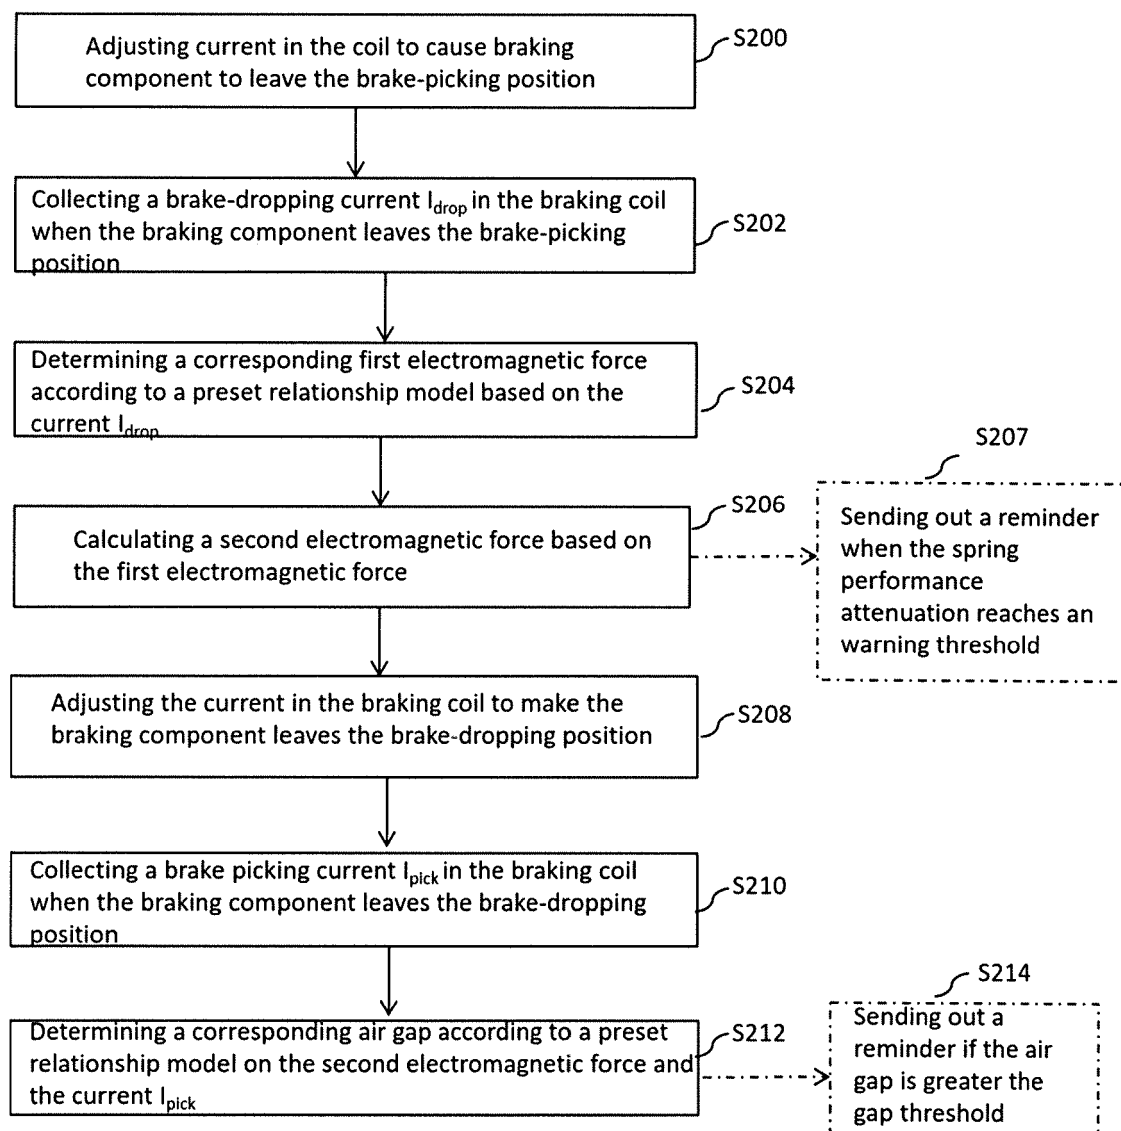 Adjusting current in the coil to cause braking
component to leave the brake-picking position
S200
Collecting a brake-dropping current Idrop in the braking coil
when the braking component leaves the brake-picking
position
S202
Determining a corresponding first electromagnetic force
according to a preset relationship model based on the
current Idrop
S204
Calculating a second electromagnetic force based on
the first electromagnetic force
S206
S207
Sending out a reminder
when the spring
performance
attenuation reaches an
warning threshold
Adjusting the current in the braking coil to make the
braking component leaves the brake-dropping position
S208
Collecting a brake picking current Ipick in the braking coil
when the braking component leaves the brake-dropping
position
S210
Determining a corresponding air gap according to a preset
relationship model on the second electromagnetic force and
the current Ipick
S212
S214
Sending out a
reminder if the air
gap is greater the
gap threshold